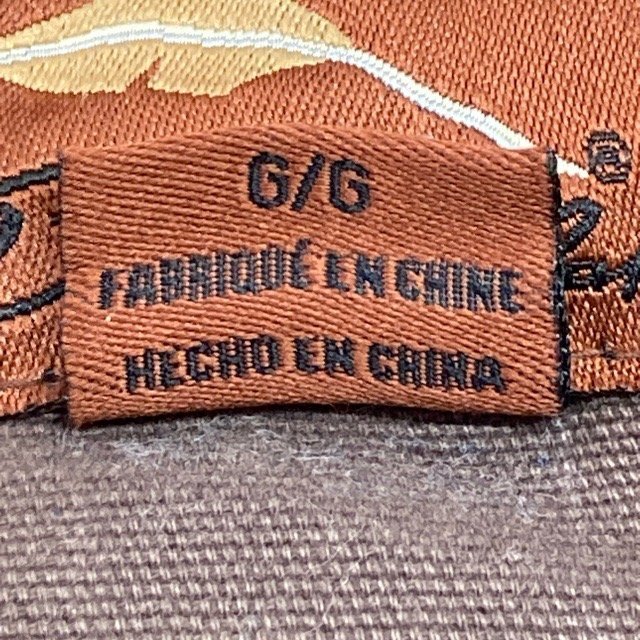 G/G
FABRIQUÉ EN CHINE
HECHO EN CHINA
®